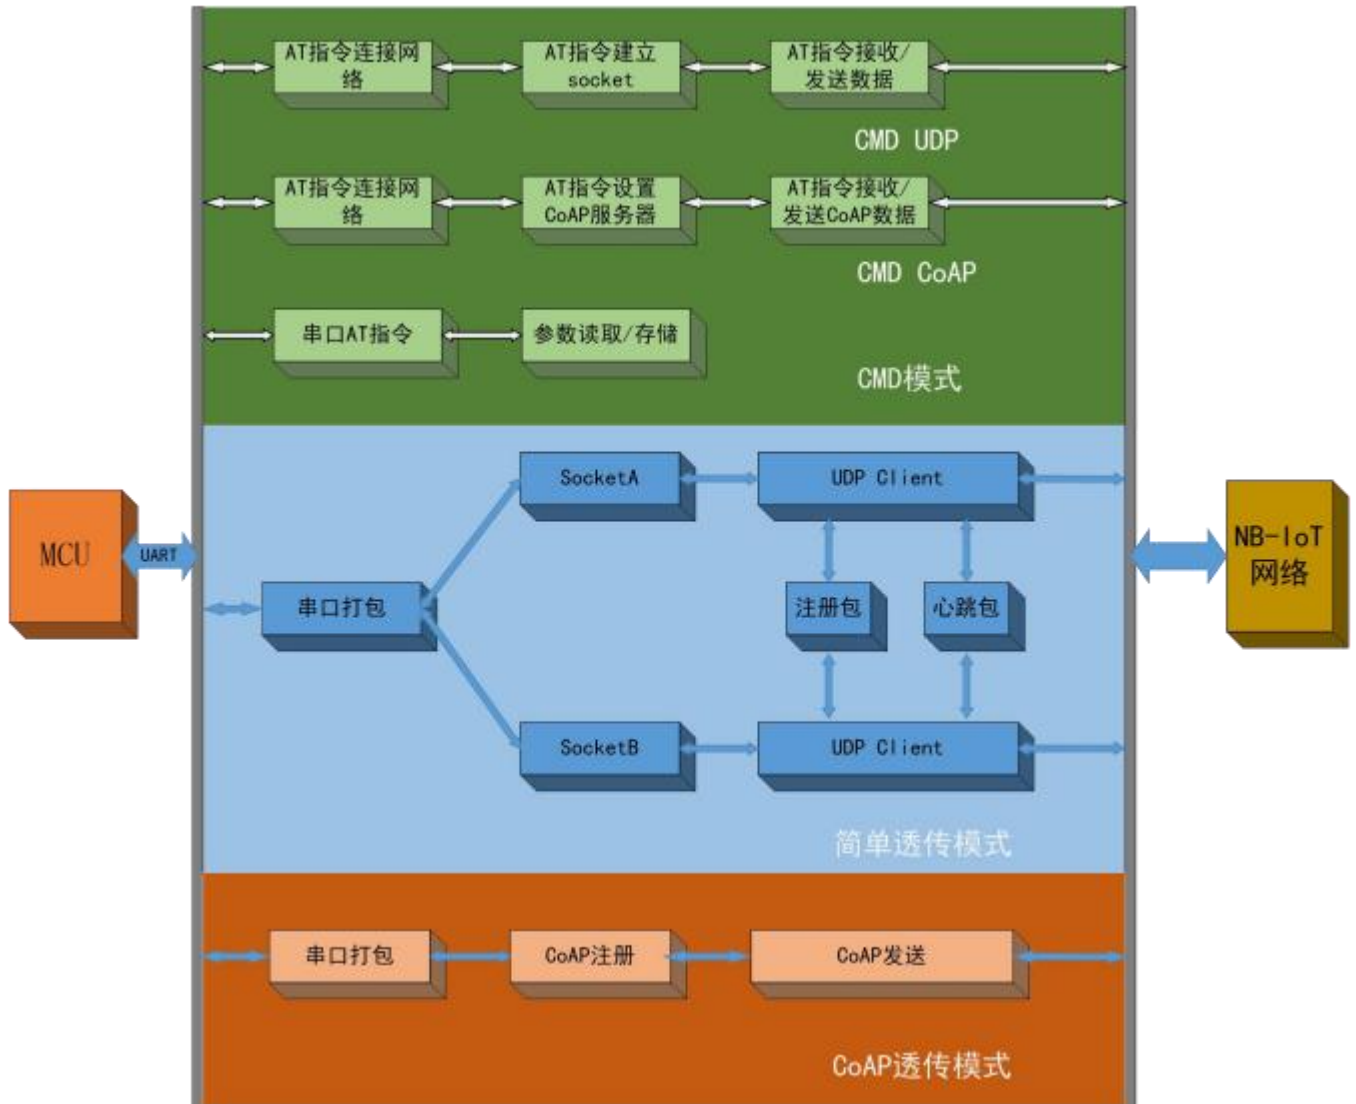 AT指令连接网
络
AT指令建立
socket
AT指令接收/
发送数据
CMD UDP
AT指令连接网
络
AT指令设置
CoAP服务器
AT指令接收/
发送CoAP数据
CMD CoAP
串口AT指令
参数读取/存储
CMD模式
MCU
UART
串口打包
SocketA
UDP Client
注册包
心跳包
SocketB
UDP Client
简单透传模式
NB-IoT
网络
串口打包
CoAP注册
CoAP发送
CoAP透传模式